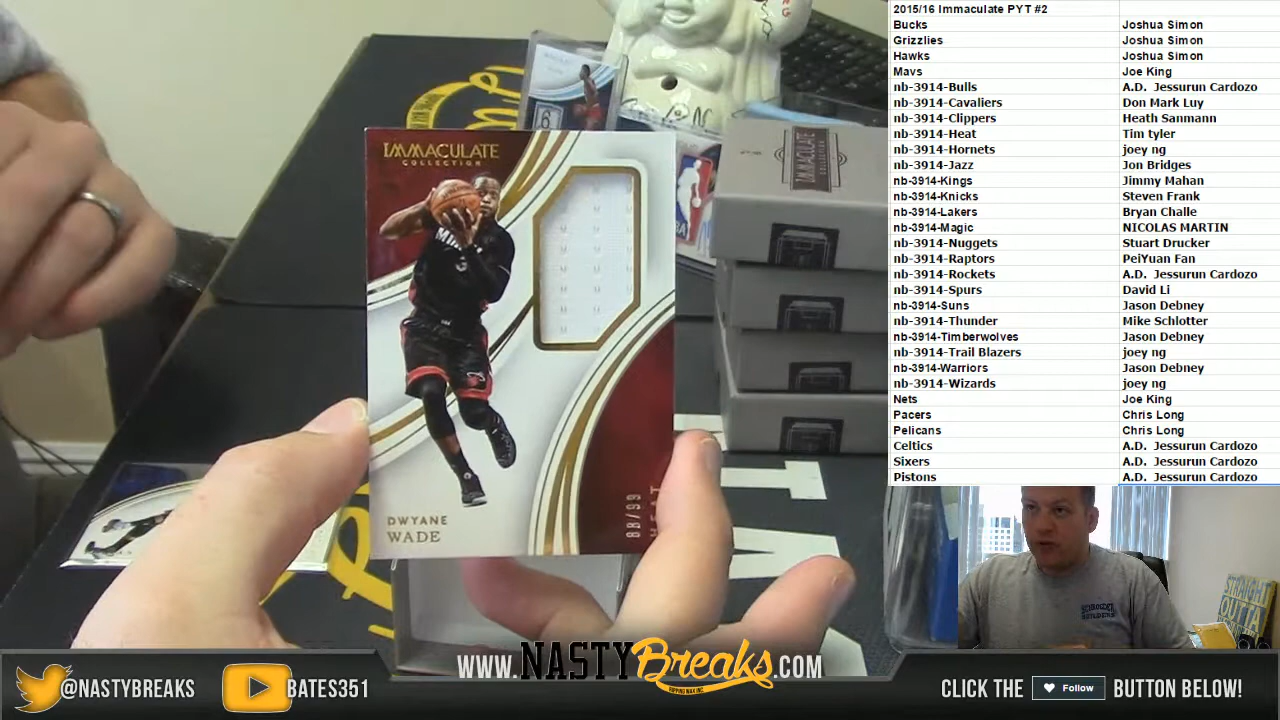 2015/16 Immaculate PYT #2
Bucks Joshua Simon
Grizzlies Joshua Simon
Hawks Joshua Simon
Mavs Joe King
nb-3914-Bulls A.D. Jessurun Cardozo
nb-3914-Cavaliers Don Mark Luy
nb-3914-Clippers Heath Sanmann
nb-3914-Heat Tim tyler
nb-3914-Hornets joey ng
nb-3914-Jazz Jon Bridges
nb-3914-Kings Jimmy Mahan
nb-3914-Knicks Steven Frank
nb-3914-Lakers Bryan Challe
nb-3914-Magic NICOLAS MARTIN
nb-3914-Nuggets Stuart Drucker
nb-3914-Raptors PeiYuan Fan
nb-3914-Rockets A.D. Jessurun Cardozo
nb-3914-Spurs David Li
nb-3914-Suns Jason Debney
nb-3914-Thunder Mike Schlotter
nb-3914-Timberwolves Jason Debney
nb-3914-Trail Blazers joey ng
nb-3914-Warriors Jason Debney
nb-3914-Wizards joey ng
Nets Joe King
Pacers Chris Long
Pelicans Chris Long
Celtics A.D. Jessurun Cardozo
Sixers A.D. Jessurun Cardozo
Pistons A.D. Jessurun Cardozo
IMMACULATE
COLLECTION
DWYANE
WADE
88/99
HEAT
IMMACULATE
COLLECTION
STRAIGHT
OUTTA
@NASTYBREAKS
BATES351
WWW.NASTYBreaks.COM
CLICK THE Follow BUTTON BELOW!